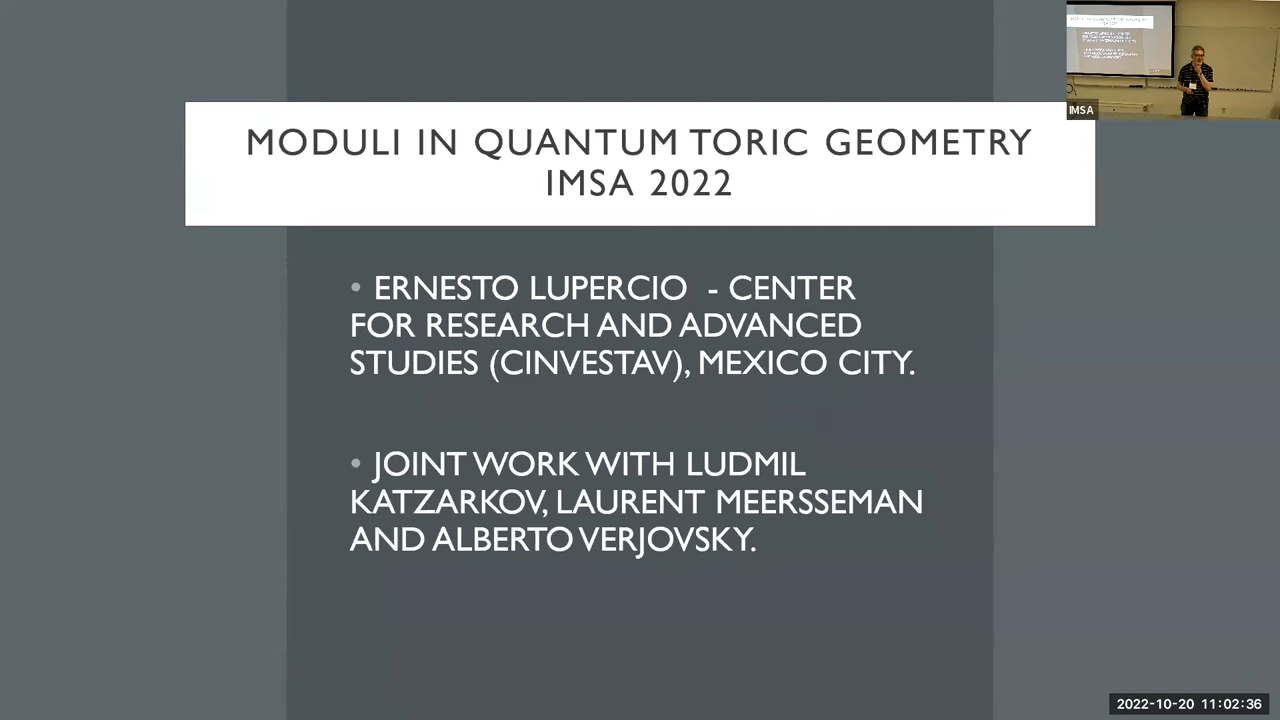 MODULI IN QUANTUM TORIC GEOMETRY
IMSA 2022
• ERNESTO LUPERCIO - CENTER
FOR RESEARCH AND ADVANCED
STUDIES (CINVESTAV), MEXICO CITY.
• JOINT WORK WITH LUDMIL
KATZARKOV, LAURENT MEERSSEMAN
AND ALBERTO VERJOVSKY.
IMSA
2022-10-20 11:02:36